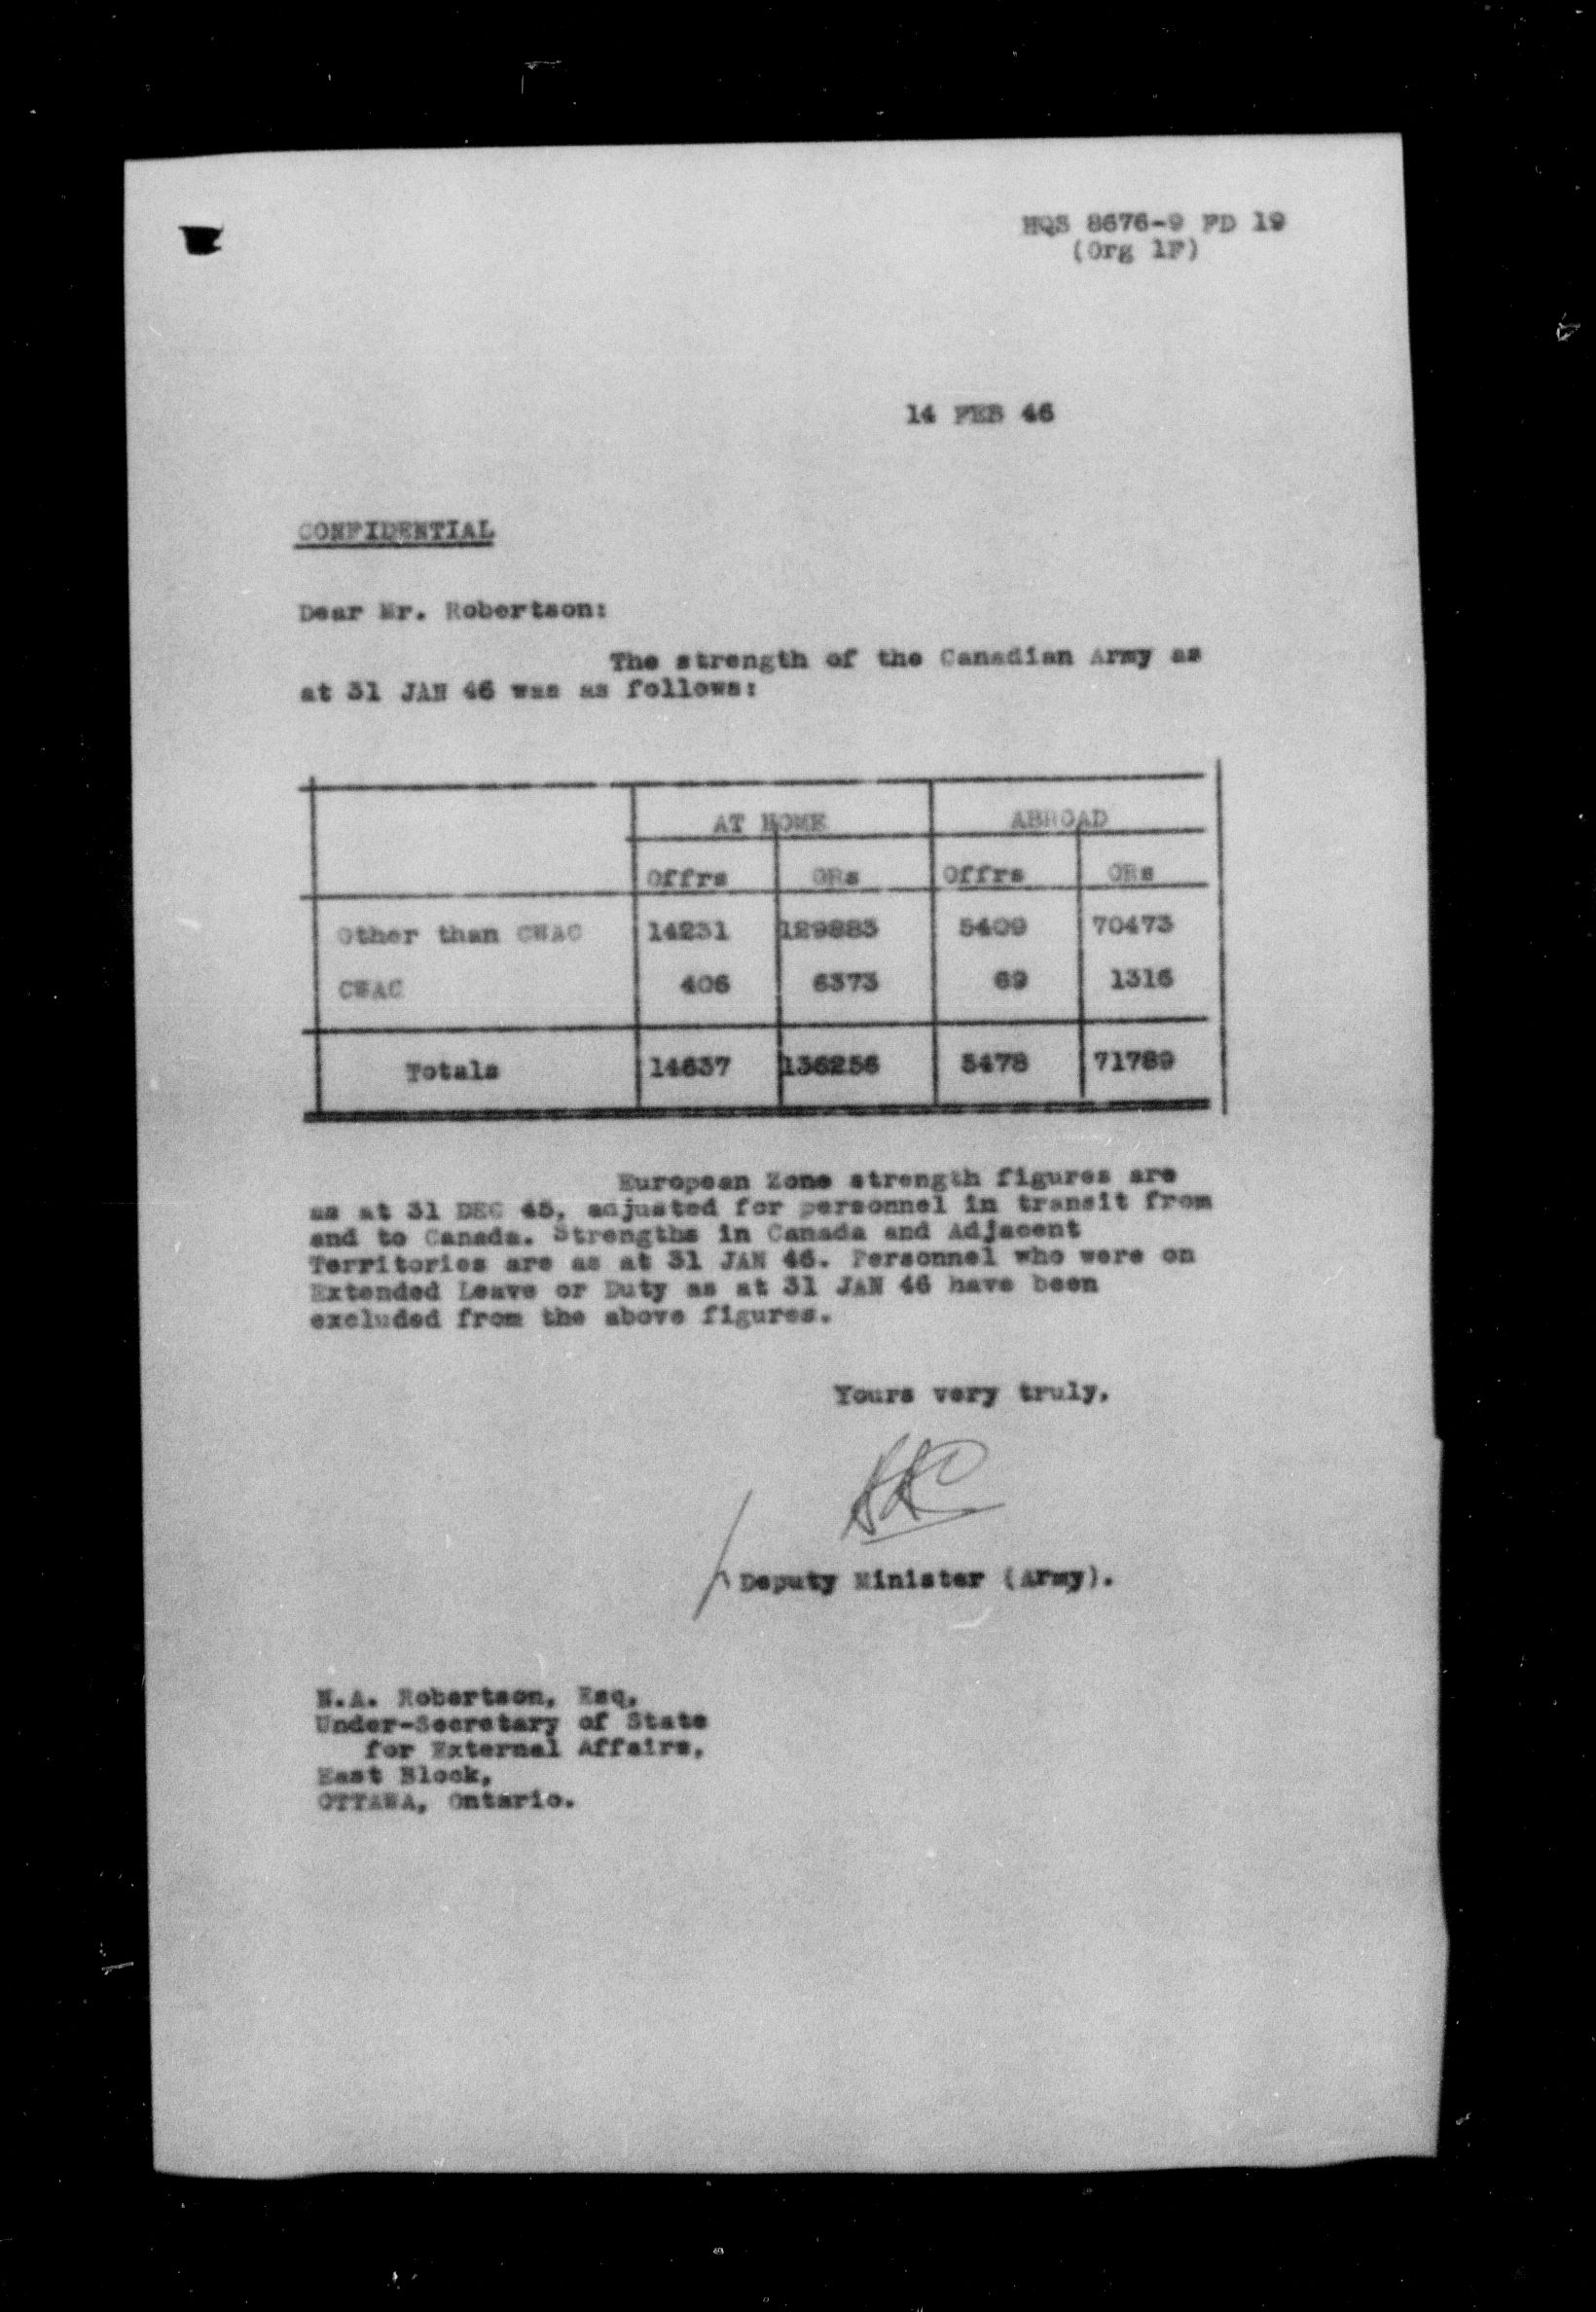 HQS 8676-9 FD 19
(Org 1F)
14 FEB 46
CONFIDENTIAL
Dear Mr. Robertson:
The strength of the Canadian Army as
at 31 JAN 46 was as follows:
AT HOME ABROAD
Offrs ORs Offrs ORs
Other than CWAC 14231 129883 5409 70473
CWAC 406 6373 69 1316
Totals 14637 136256 5478 71789
European Zone strength figures are
as at 31 DEC 45, adjusted for personnel in transit from
and to Canada. Strengths in Canada and Adjacent
Territories are as at 31 JAN 46. Personnel who were on
Extended Leave or Duty as at 31 JAN 46 have been
excluded from the above figures.
Yours very truly,
Deputy Minister (Army).
N.A. Robertson, Esq,
Under-Secretary of State
for External Affairs,
East Block,
OTTAWA, Ontario.